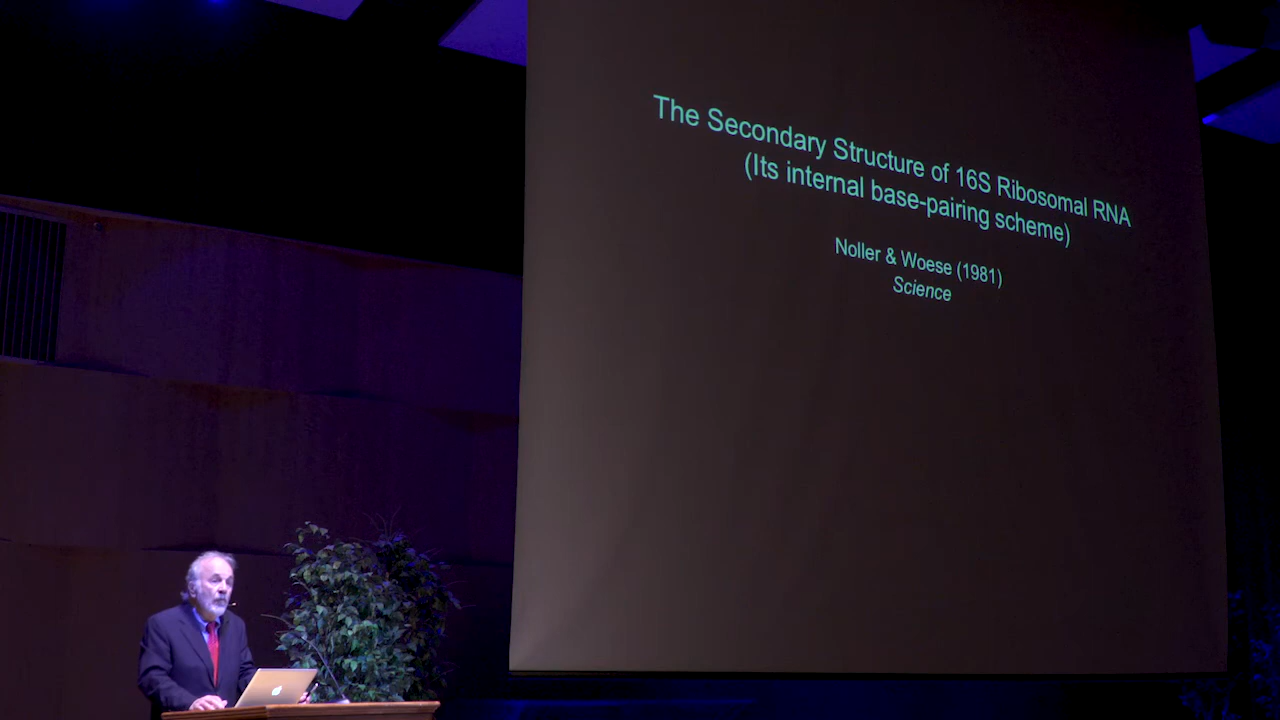 The Secondary Structure of 16S Ribosomal RNA
(Its internal base-pairing scheme)
Noller & Woese (1981)
Science